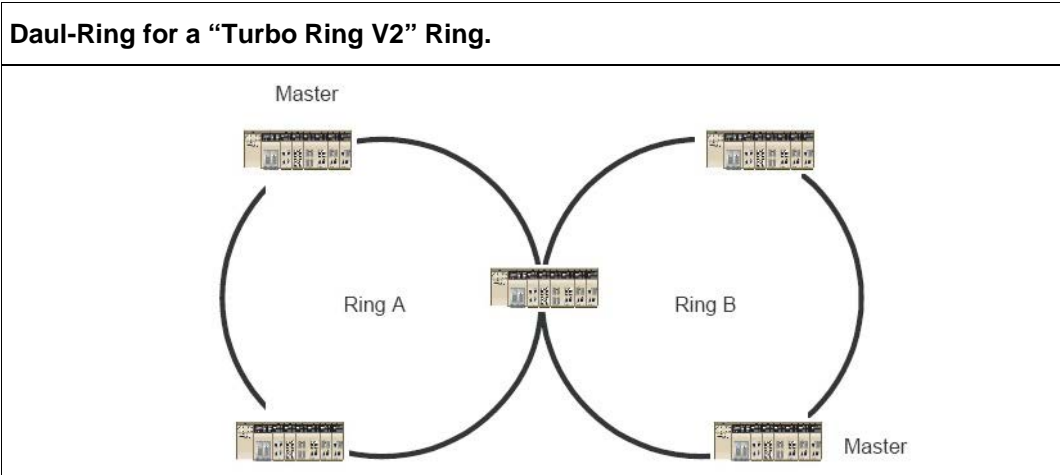 Daul-Ring for a “Turbo Ring V2” Ring.
Master
Ring A
Ring B
Master